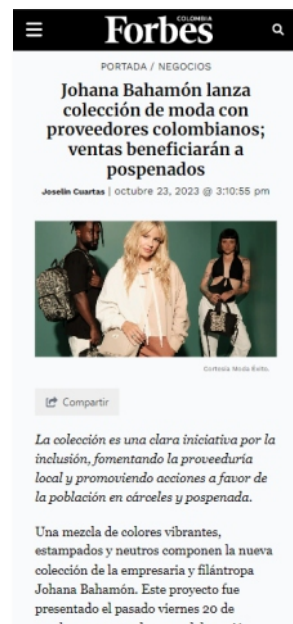 COLOMBIA
Forbes
PORTADA / NEGOCIOS
Johana Bahamón lanza
colección de moda con
proveedores colombianos;
ventas beneficiarán a
pospenados
Joselin Cuartas | octubre 23, 2023 @ 3:10:55 pm
Cortesía Moda Éxito.
Compartir
La colección es una clara iniciativa por la
inclusión, fomentando la proveeduría
local y promoviendo acciones a favor de
la población en cárceles y pospenada.
Una mezcla de colores vibrantes,
estampados y neutros componen la nueva
colección de la empresaria y filántropa
Johana Bahamón. Este proyecto fue
presentado el pasado viernes 20 de